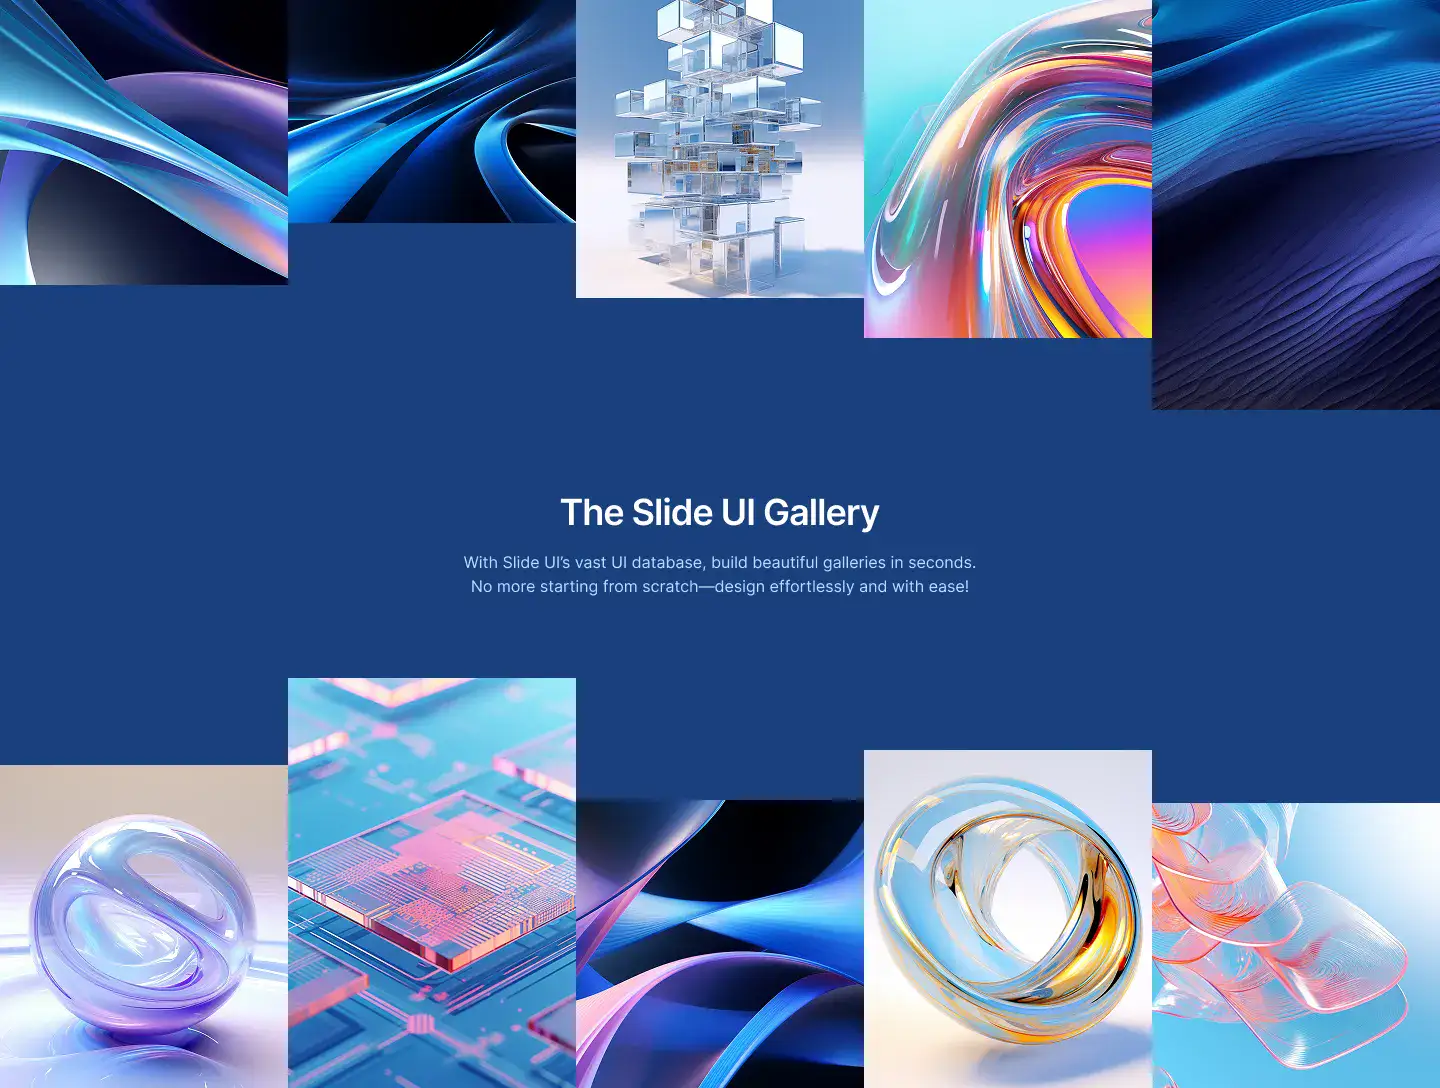 The Slide UI Gallery
With Slide UI’s vast UI database, build beautiful galleries in seconds.
No more starting from scratch—design effortlessly and with ease!